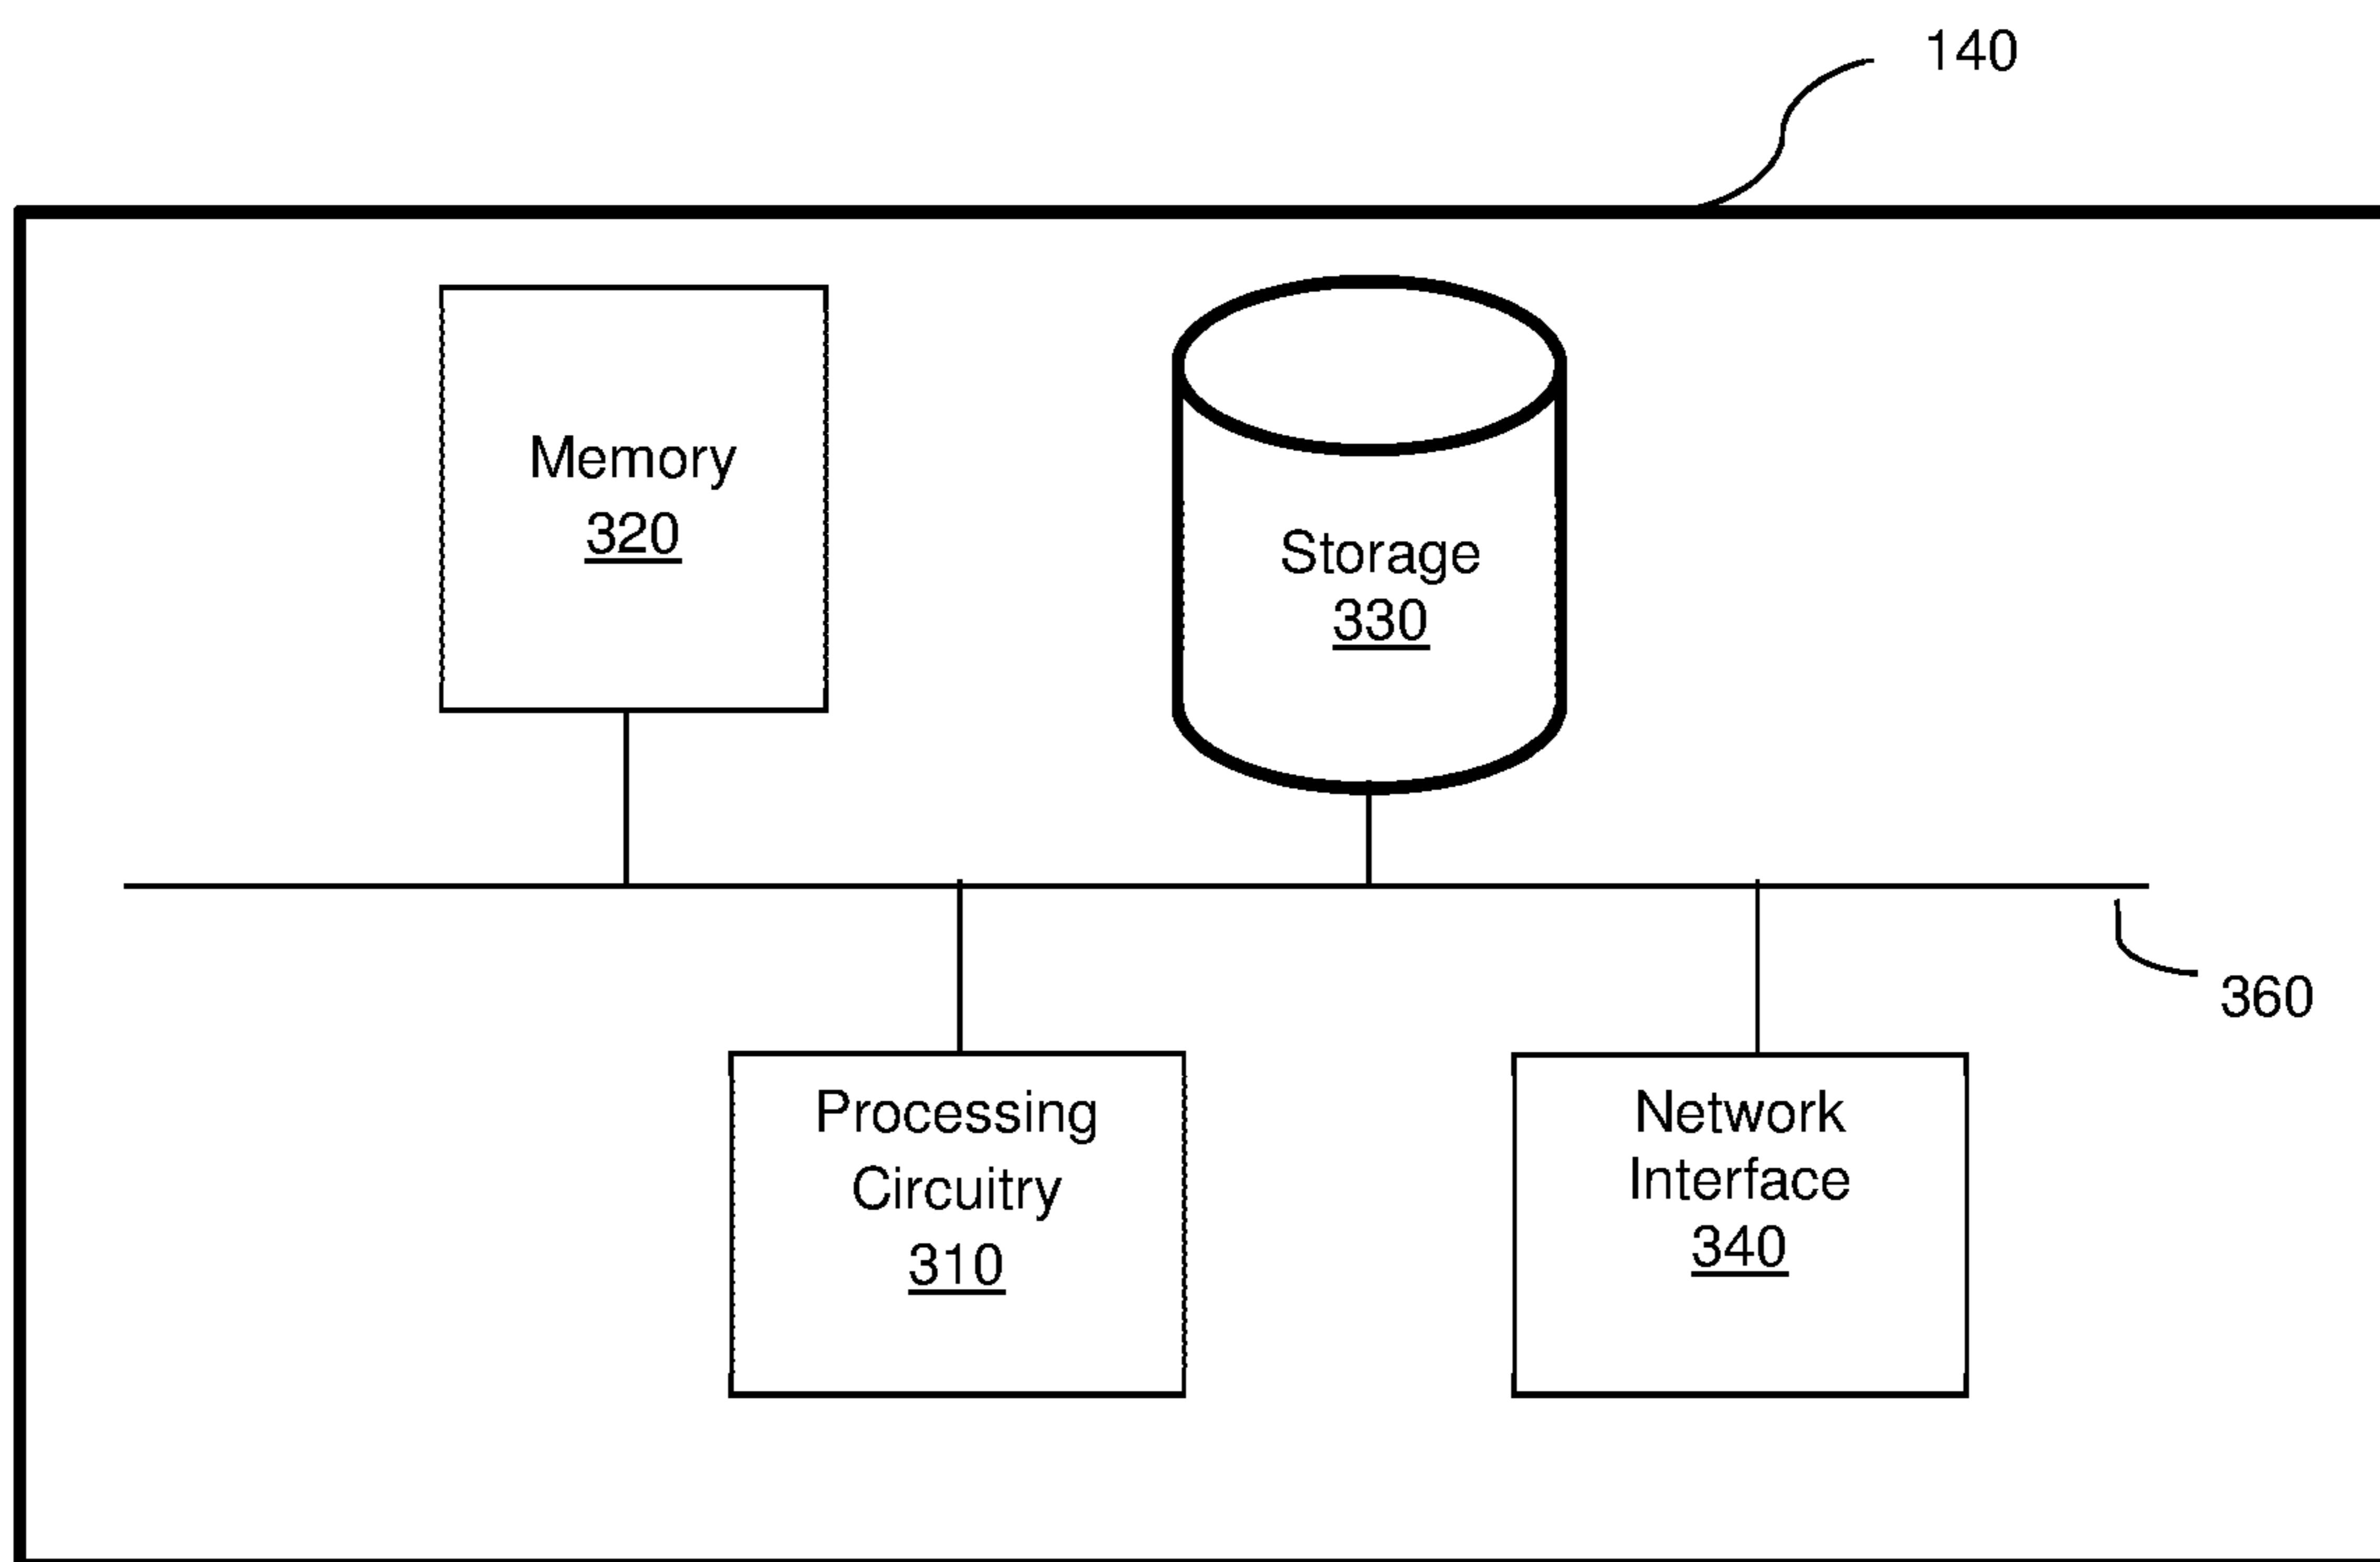 140
Memory
320
Storage
330
360
Processing
Circuitry
310
Network
Interface
340